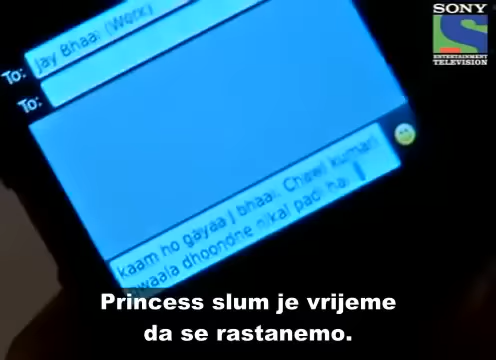 SONY
ENTERTAINMENT
TELEVISION
To: Jay Bhaai (Work)
To:
kaam ho gayaa J bhaai. Chawl kumari
waala dhoondne nikal padi hai
Princess slum je vrijeme
da se rastanemo.